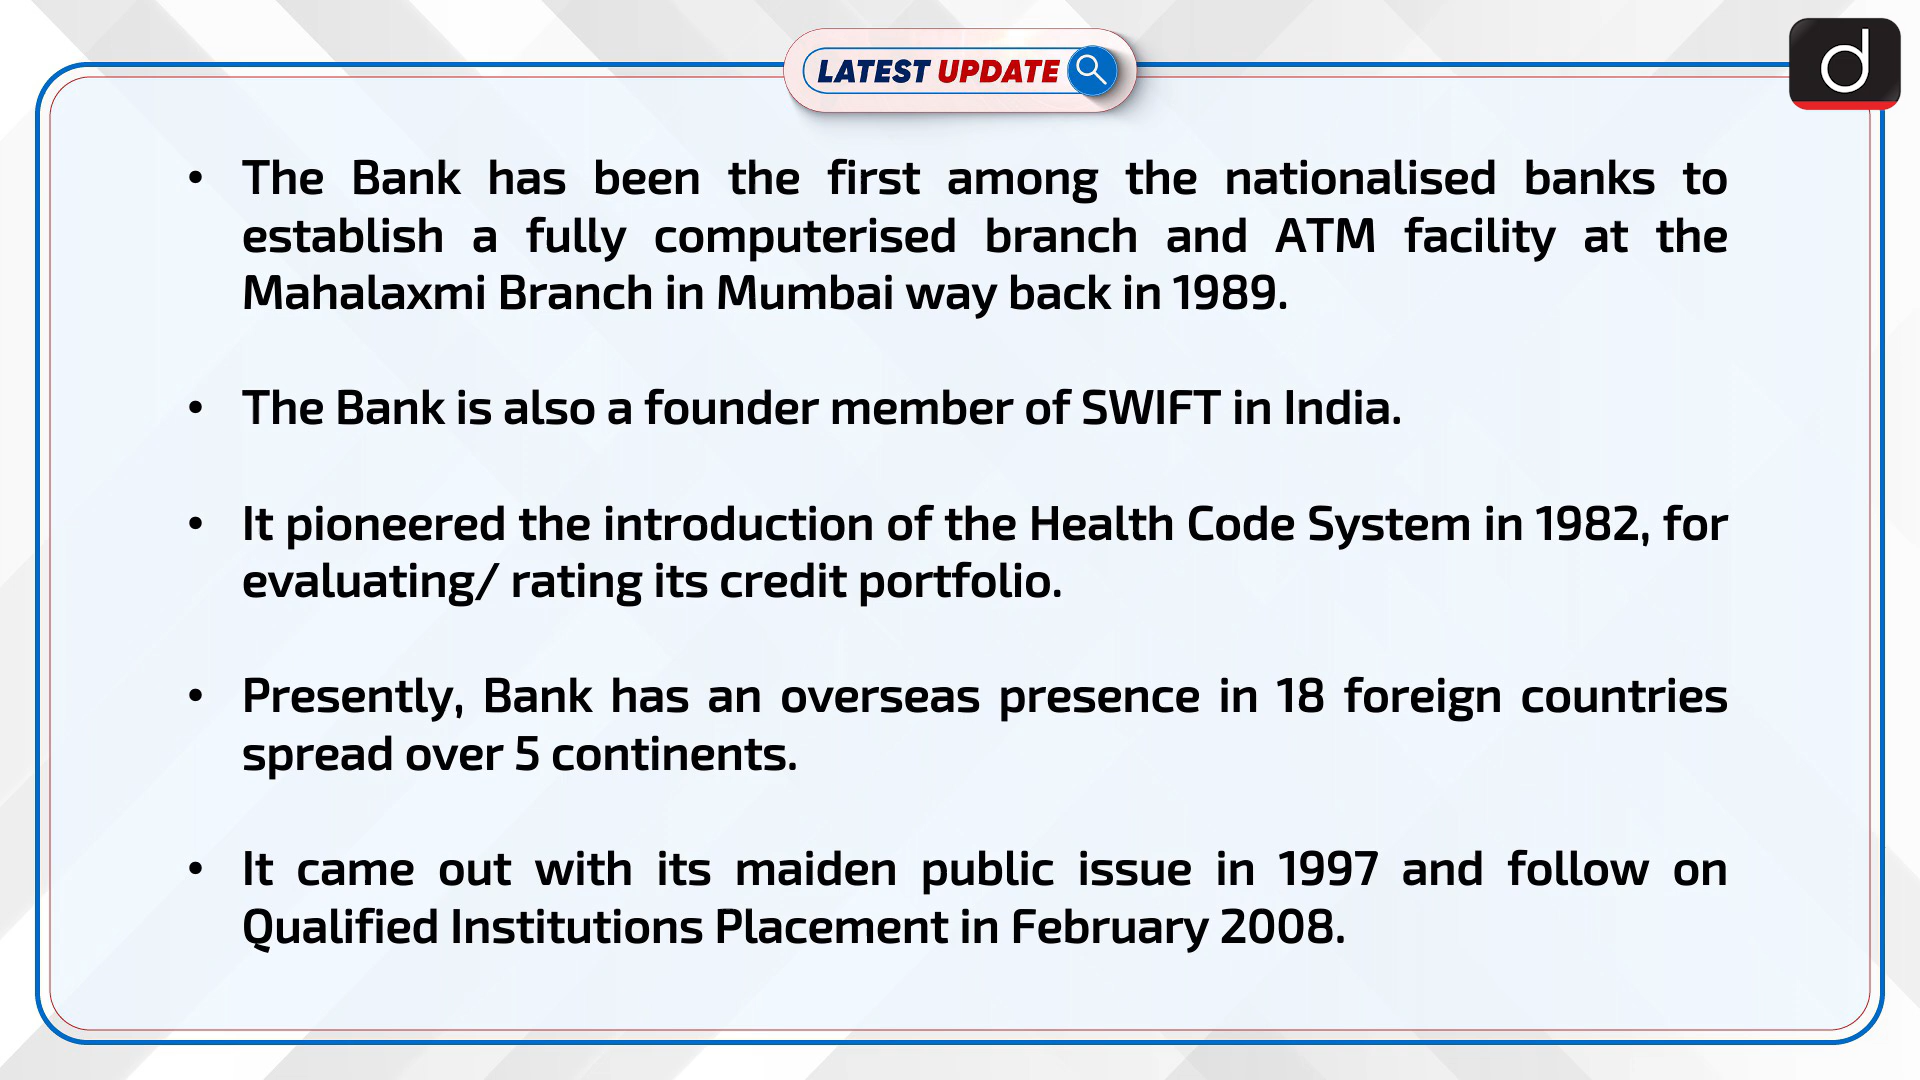 LATEST UPDATE
d
• The Bank has been the first among the nationalised banks to
establish a fully computerised branch and ATM facility at the
Mahalaxmi Branch in Mumbai way back in 1989.
• The Bank is also a founder member of SWIFT in India.
• It pioneered the introduction of the Health Code System in 1982, for
evaluating/ rating its credit portfolio.
• Presently, Bank has an overseas presence in 18 foreign countries
spread over 5 continents.
• It came out with its maiden public issue in 1997 and follow on
Qualified Institutions Placement in February 2008.